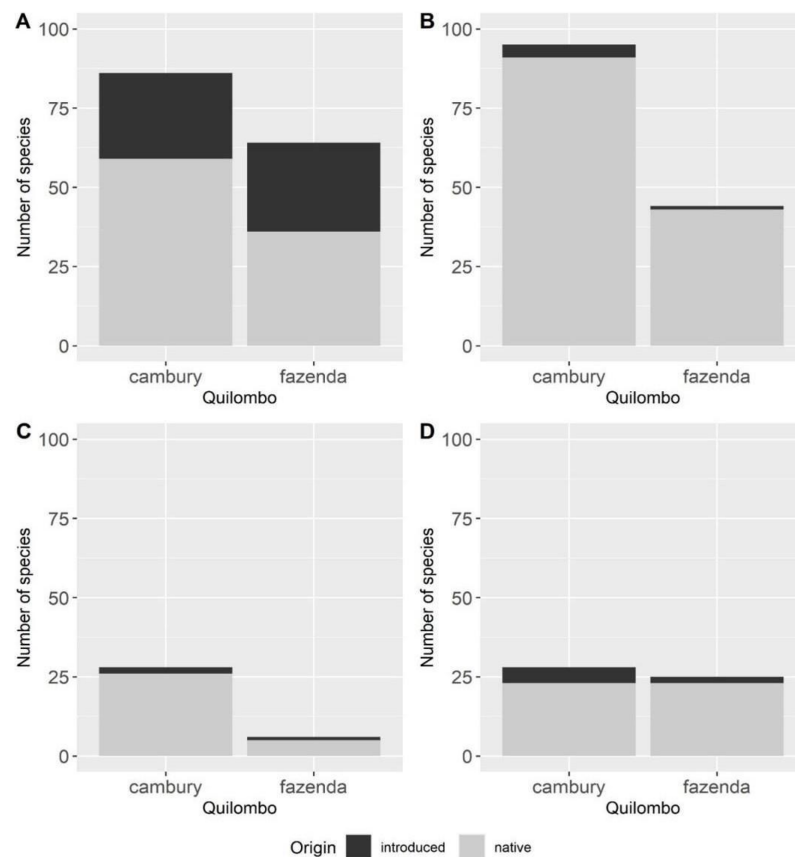 A
Number of species
100
75
50
25
0
cambury fazenda
Quilombo
B
Number of species
100
75
50
25
0
cambury fazenda
Quilombo
C
Number of species
100
75
50
25
0
cambury fazenda
Quilombo
D
Number of species
100
75
50
25
0
cambury fazenda
Quilombo
Origin introduced native